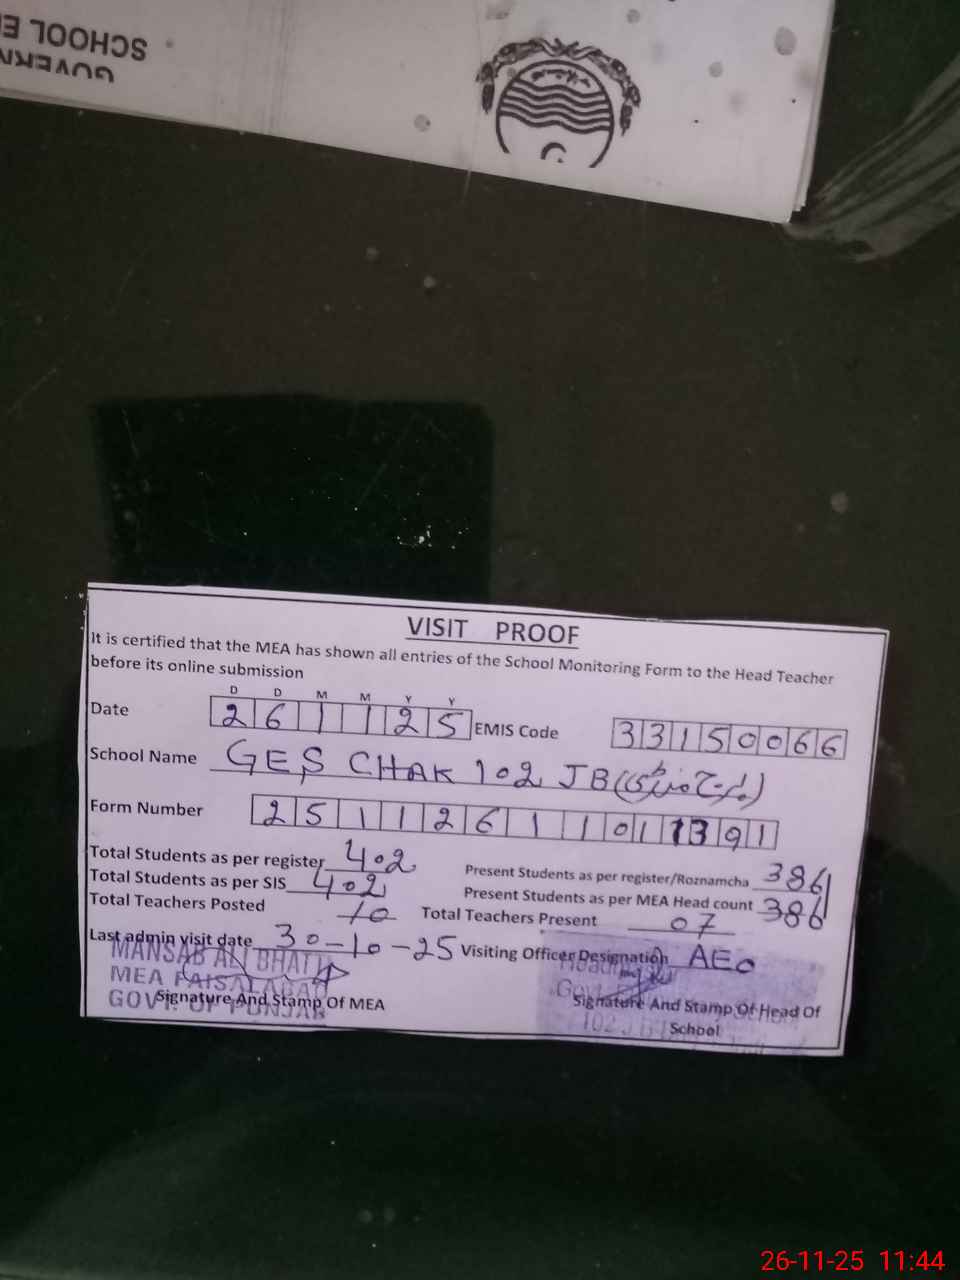 GOVERN
SCHOOL E
VISIT PROOF
It is certified that the MEA has shown all entries of the School Monitoring Form to the Head Teacher
before its online submission
D D M M Y Y
Date 2 6 1 1 2 5 EMIS Code 3 3 1 5 0 0 6 6
School Name GES CHAK 102 JB
Form Number 2 5 1 1 2 6 1 1 0 1 3 9 1
Total Students as per register 402 Present Students as per register/Roznamcha 386
Total Students as per SIS 402 Present Students as per MEA Head count 386
Total Teachers Posted 10 Total Teachers Present 07
Last admin visit date 30-10-25 Visiting Officer Designation AEO
MANSAB ALI BHATTI
MEA FAISALABAD
GOVT. OF PUNJAB
Signature And Stamp Of MEA Signature And Stamp Of Head Of
School
26-11-25 11:44